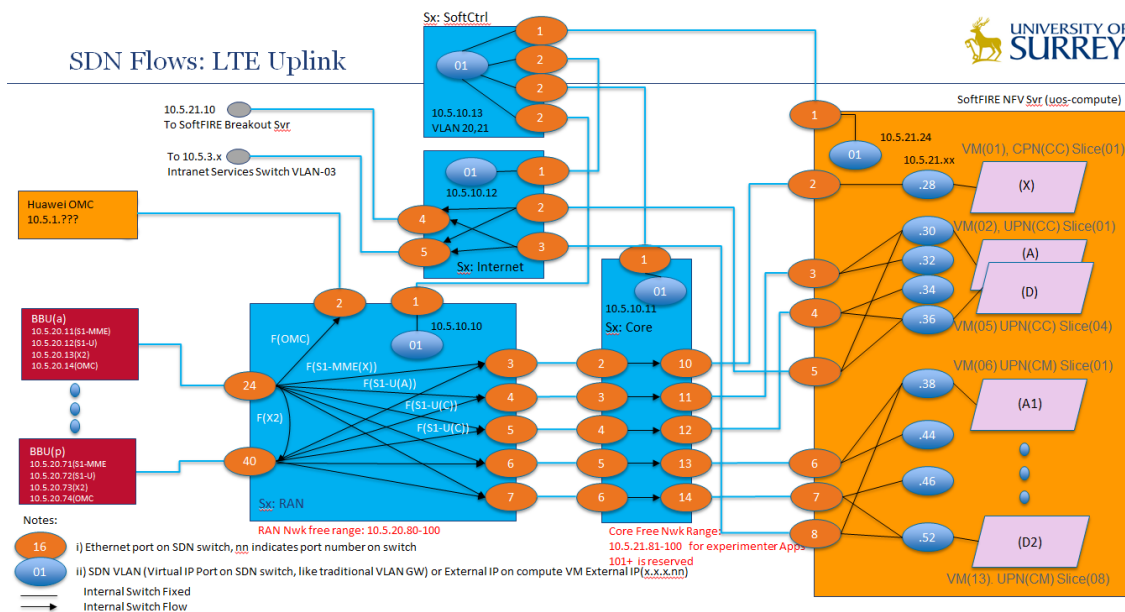 SDN Flows: LTE Uplink
UNIVERSITY OF
SURREY
Sx: SoftCtrl
1
2
2
2
01
10.5.10.13
VLAN 20,21
10.5.21.10
To SoftFIRE Breakout Svr
To 10.5.3.x
Intranet Services Switch VLAN-03
Huawei OMC
10.5.1.???
01
10.5.10.12
1
2
3
4
5
Sx: Internet
SoftFIRE NFV Svr (uos-compute)
1
01
10.5.21.24
10.5.21.xx
VM(01), CPN(CC) Slice(01)
2
.28
(X)
VM(02), UPN(CC) Slice(01)
.30
(A)
3
.32
.34
(D)
4
.36
VM(05) UPN(CC) Slice(04)
5
VM(06) UPN(CM) Slice(01)
.38
(A1)
.44
6
.46
7
8
.52
(D2)
VM(13). UPN(CM) Slice(08)
1
01
10.5.10.11
Sx: Core
2
10
3
11
4
12
5
13
6
14
Core Free Nwk Range:
10.5.21.81-100 for experimenter Apps
101+ is reserved
2
1
01
10.5.10.10
F(OMC)
F(S1-MME(X))
F(S1-U(A))
F(S1-U(C))
F(S1-U(C))
F(X2)
24
40
3
4
5
6
7
Sx: RAN
RAN Nwk free range: 10.5.20.80-100
BBU(a)
10.5.20.11(S1-MME)
10.5.20.12(S1-U)
10.5.20.13(X2)
10.5.20.14(OMC)
BBU(p)
10.5.20.71(S1-MME
10.5.20.72(S1-U)
10.5.20.73(X2)
10.5.20.74(OMC
Notes:
16
i) Ethernet port on SDN switch, nn indicates port number on switch
01
ii) SDN VLAN (Virtual IP Port on SDN switch, like traditional VLAN GW) or External IP on compute VM External IP(x.x.x.nn)
Internal Switch Fixed
Internal Switch Flow